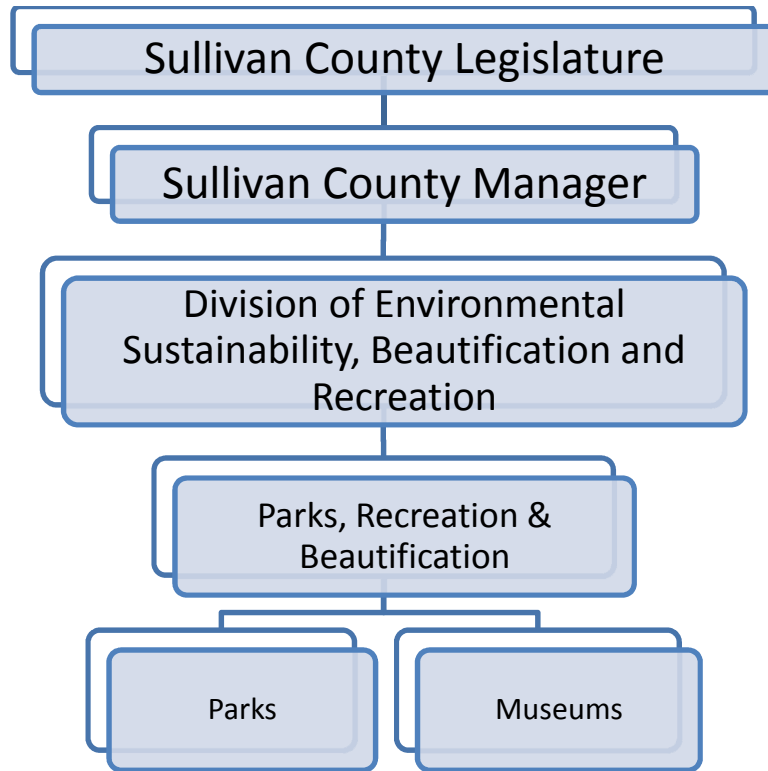 Sullivan County Legislature
Sullivan County Manager
Division of Environmental
Sustainability, Beautification and
Recreation
Parks, Recreation &
Beautification
Parks
Museums